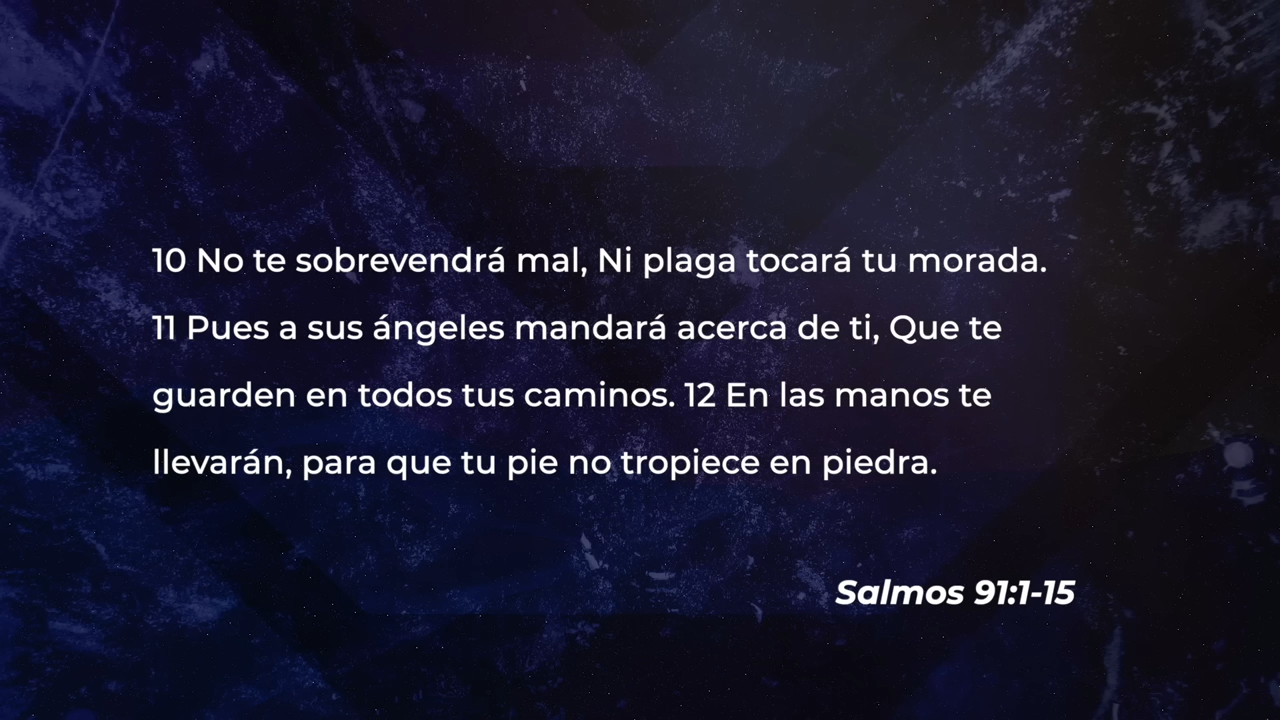 10 No te sobrevendrá mal, Ni plaga tocará tu morada.
11 Pues a sus ángeles mandará acerca de ti, Que te
guarden en todos tus caminos. 12 En las manos te
llevarán, para que tu pie no tropiece en piedra.
Salmos 91:1-15